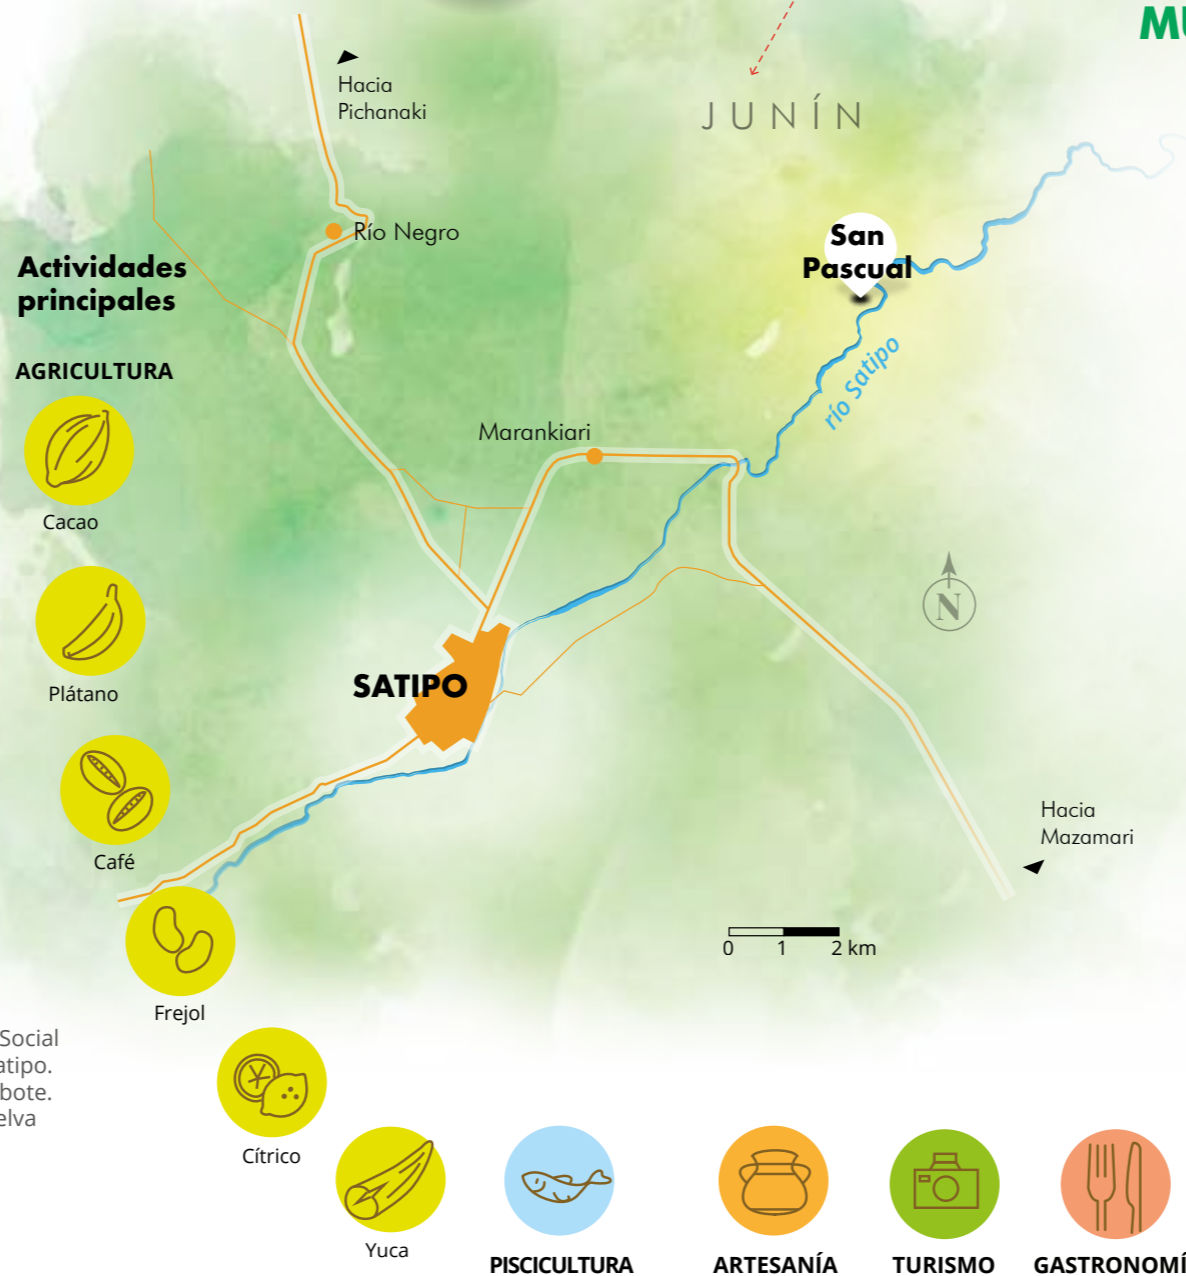 MU
Hacia
Pichanaki
JUNÍN
Río Negro
San
Pascual
Actividades
principales
AGRICULTURA
río Satipo
Marankiari
Cacao
N
Plátano
SATIPO
Hacia
Mazamari
Café
0 1 2 km
Frejol
Social
atipo.
bote.
elva
Cítrico
Yuca
PISCICULTURA
ARTESANÍA
TURISMO
GASTRONOMÍ